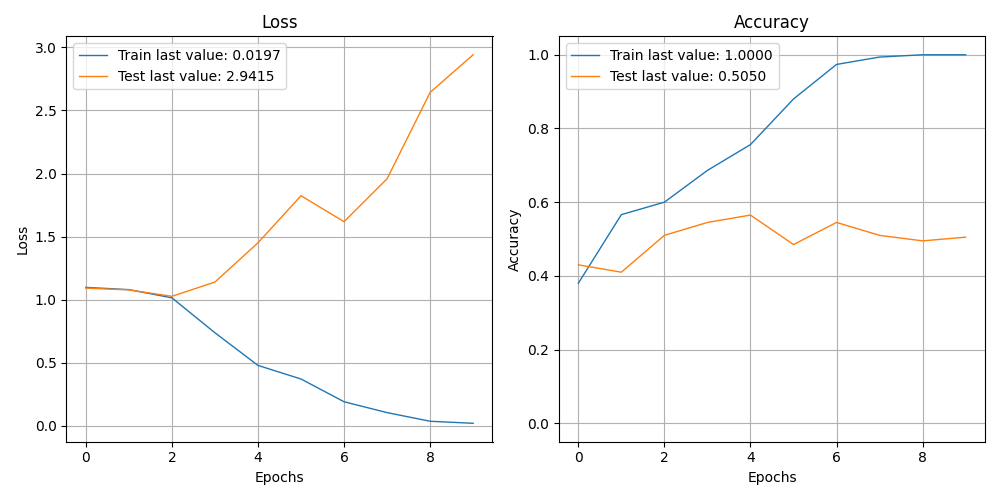 Loss
Train last value: 0.0197
Test last value: 2.9415
3.0
2.5
2.0
1.5
1.0
0.5
0.0
Loss
0 2 4 6 8
Epochs
Accuracy
Train last value: 1.0000
Test last value: 0.5050
1.0
0.8
0.6
0.4
0.2
0.0
Accuracy
0 2 4 6 8
Epochs